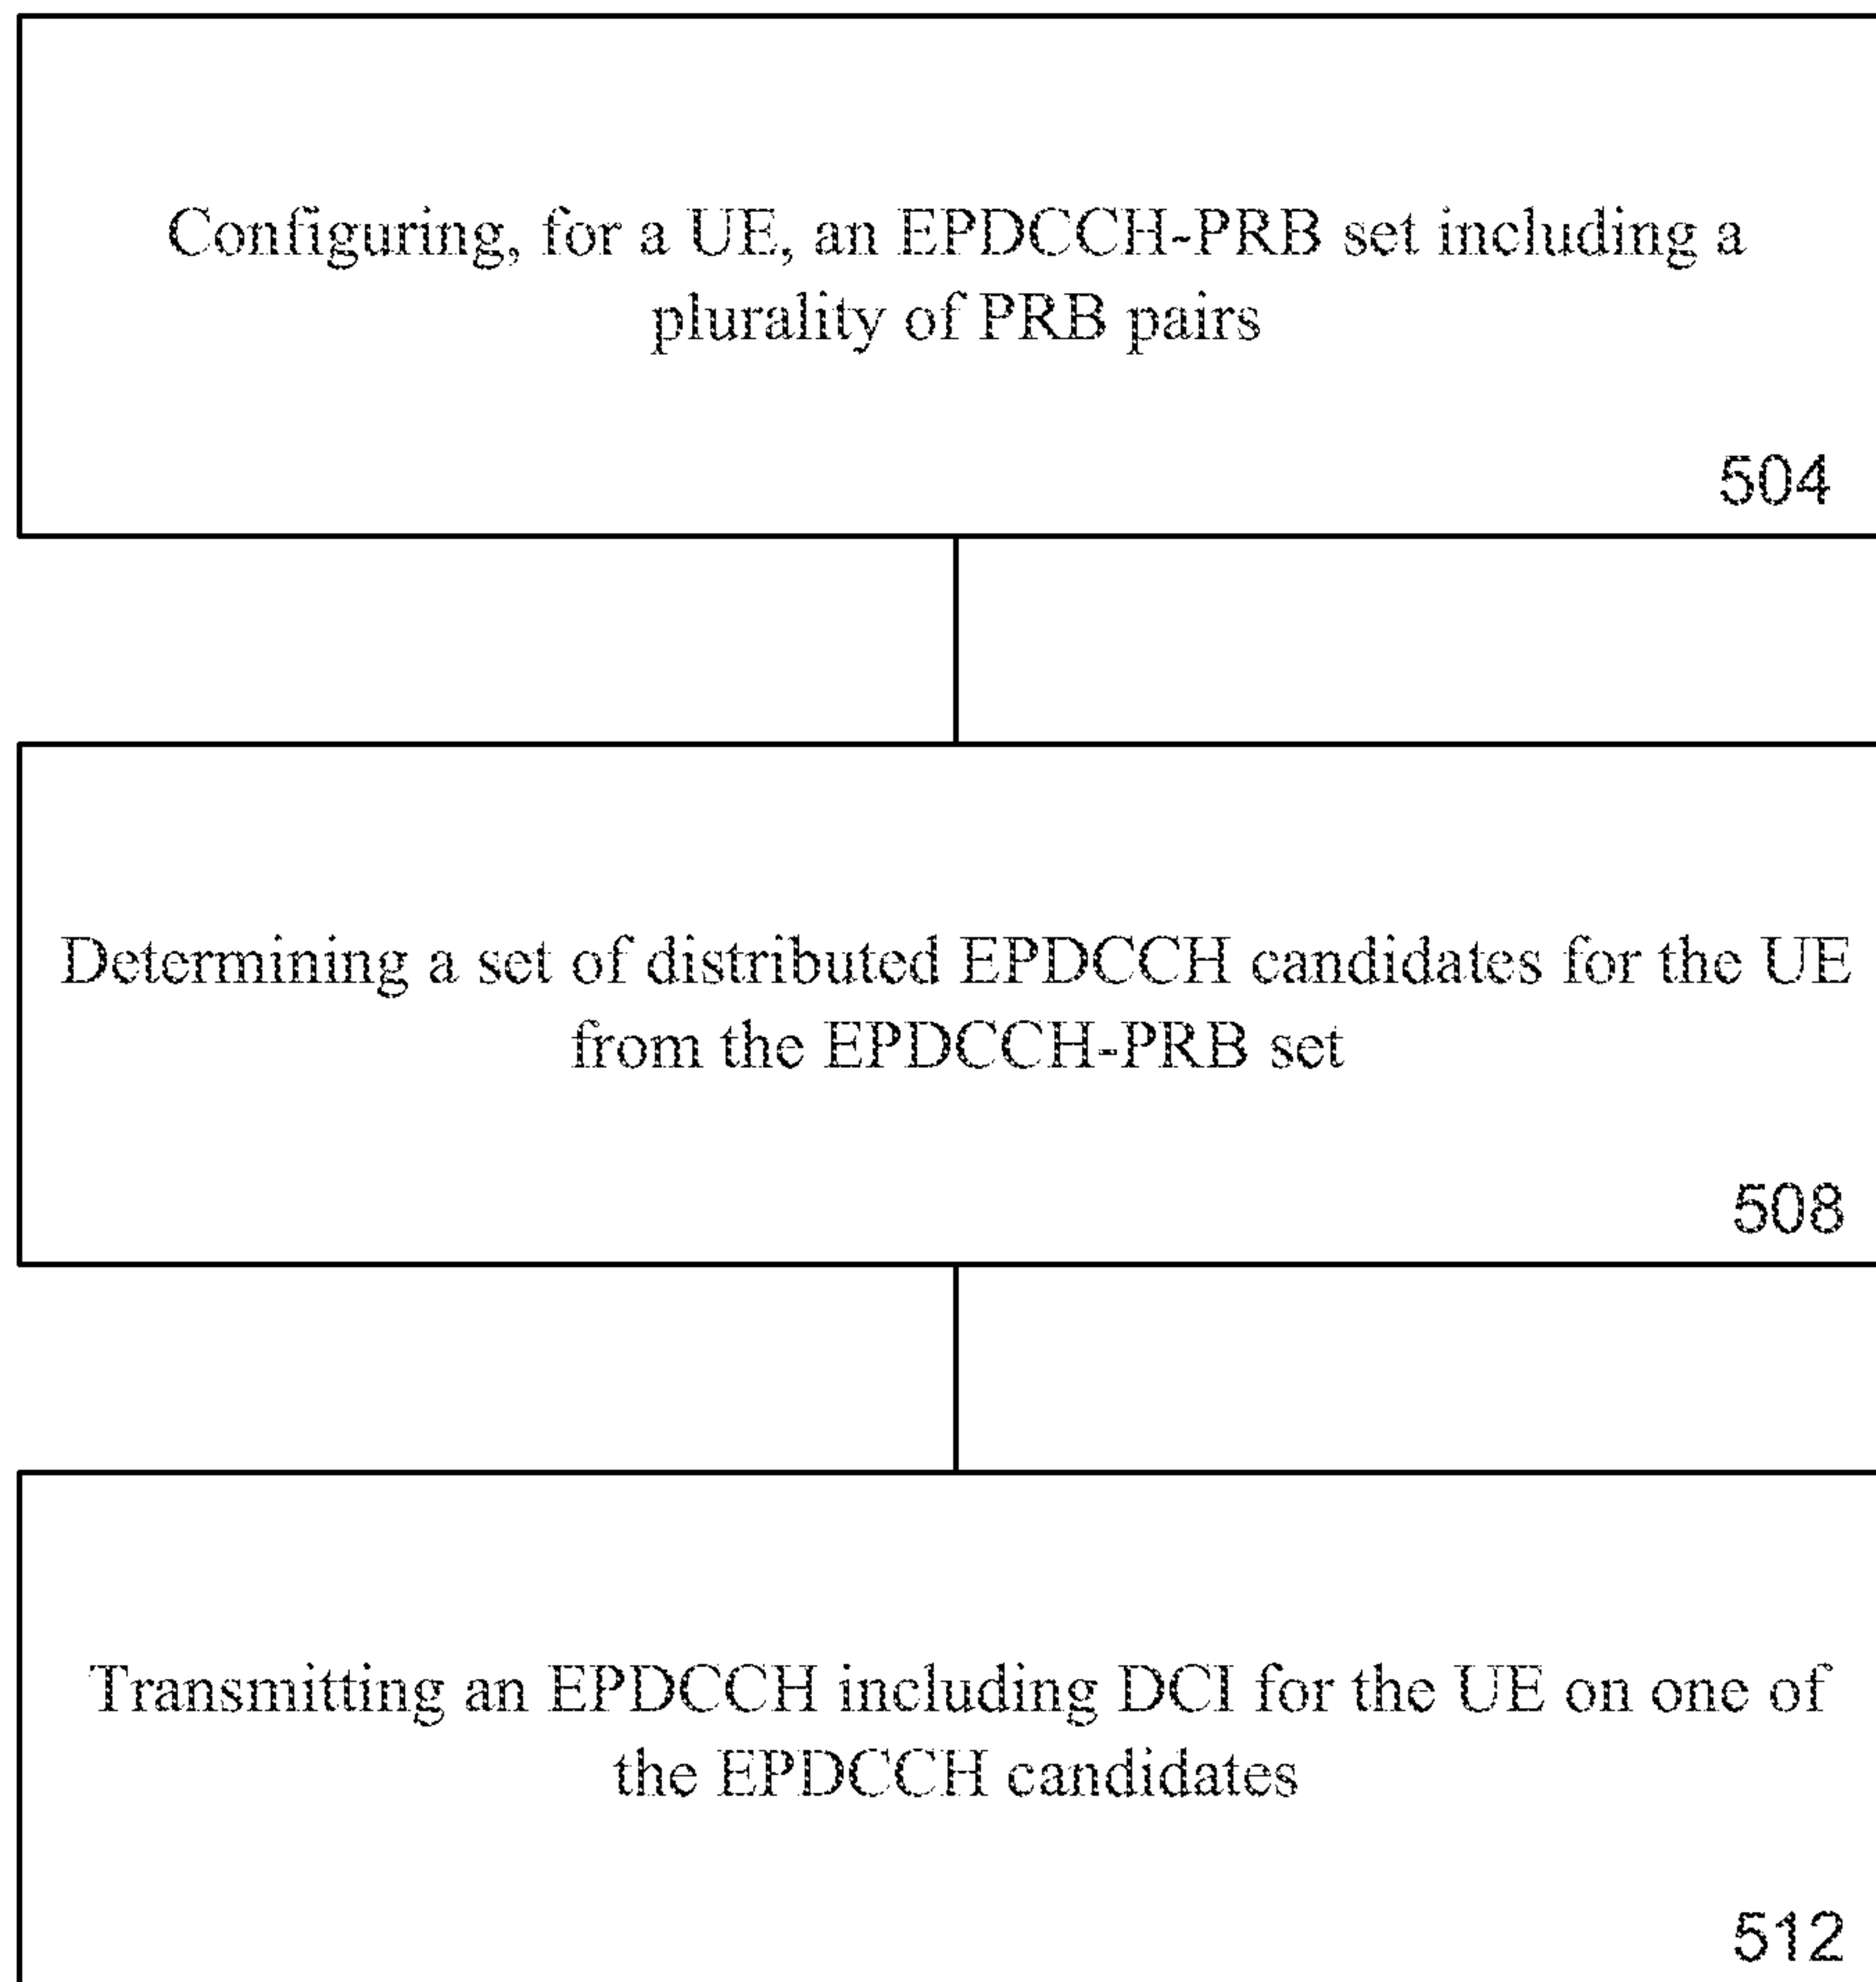 Configuring, for a UE, an EPDCCH-PRB set including a
plurality of PRB pairs
504
Determining a set of distributed EPDCCH candidates for the UE
from the EPDCCH-PRB set
508
Transmitting an EPDCCH including DCI for the UE on one of
the EPDCCH candidates
512